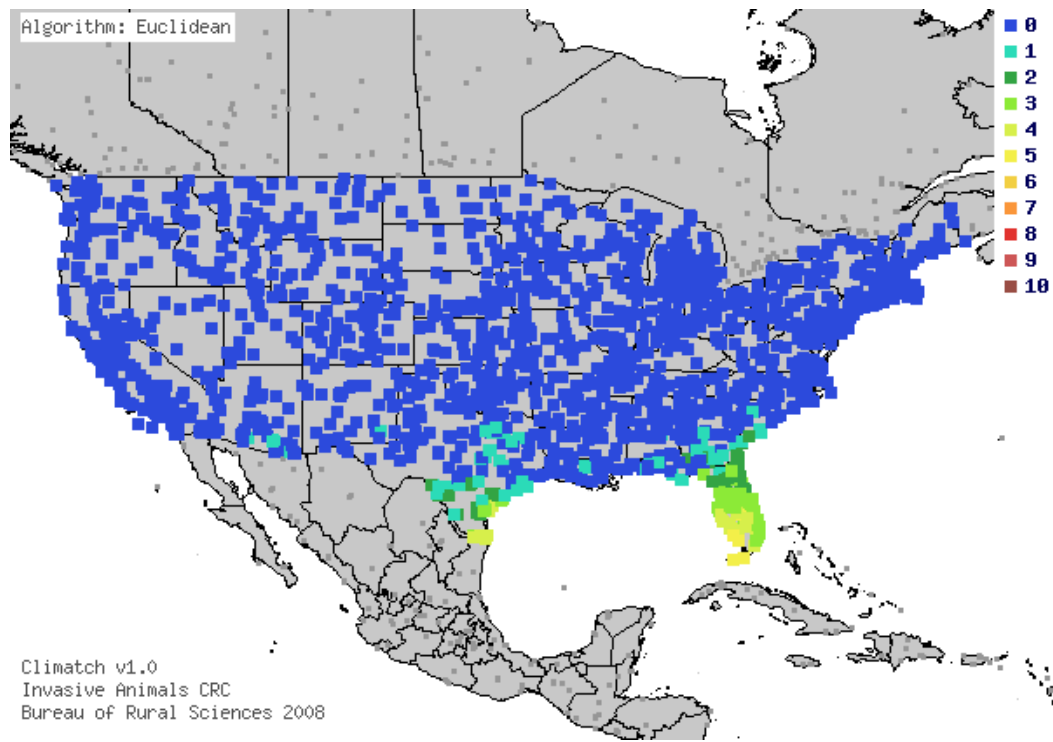 Algorithm: Euclidean
0
1
2
3
4
5
6
7
8
9
10
Climatch v1.0
Invasive Animals CRC
Bureau of Rural Sciences 2008